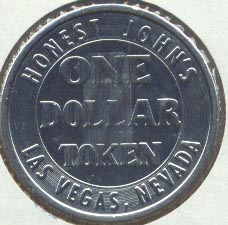 HONEST JOHN'S
ONE
DOLLAR
TOKEN
LAS VEGAS, NEVADA